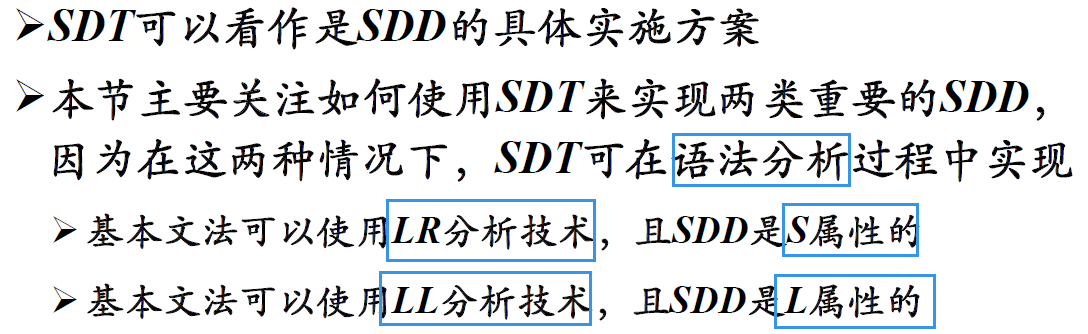 ➢SDT可以看作是SDD的具体实施方案
➢本节主要关注如何使用SDT来实现两类重要的SDD，
因为在这两种情况下，SDT可在语法分析过程中实现
➢基本文法可以使用LR分析技术，且SDD是S属性的
➢基本文法可以使用LL分析技术，且SDD是L属性的